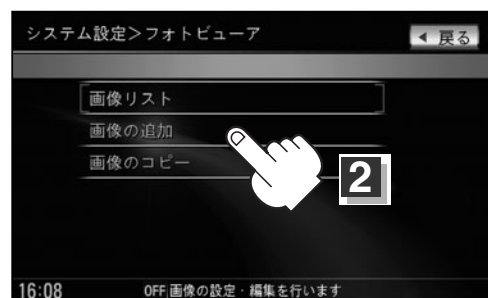 システム設定＞フォトビューア
◀ 戻る
画像リスト
画像の追加
画像のコピー
2
16:08
OFF 画像の設定・編集を行います